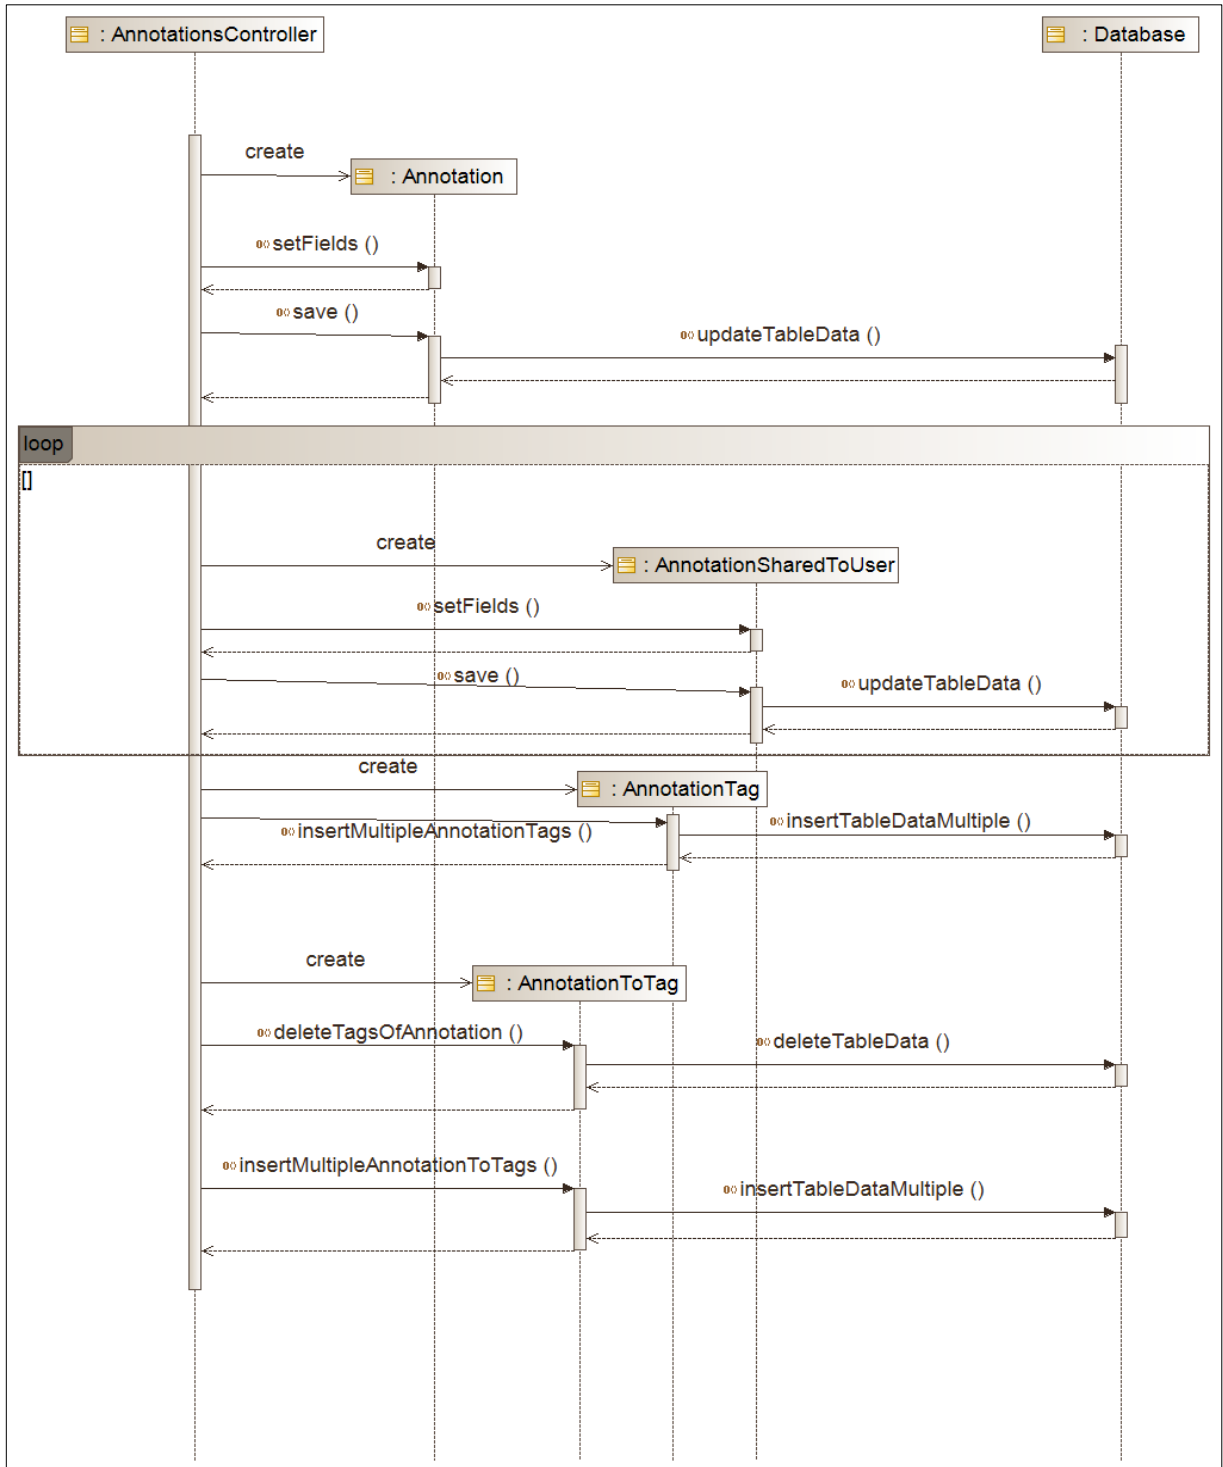 : AnnotationsController
: Database
create
: Annotation
setFields ()
save ()
updateTableData ()
loop
[]
create
: AnnotationSharedToUser
setFields ()
save ()
updateTableData ()
create
: AnnotationTag
insertMultipleAnnotationTags ()
insertTableDataMultiple ()
create
: AnnotationToTag
deleteTagsOfAnnotation ()
deleteTableData ()
insertMultipleAnnotationToTags ()
insertTableDataMultiple ()